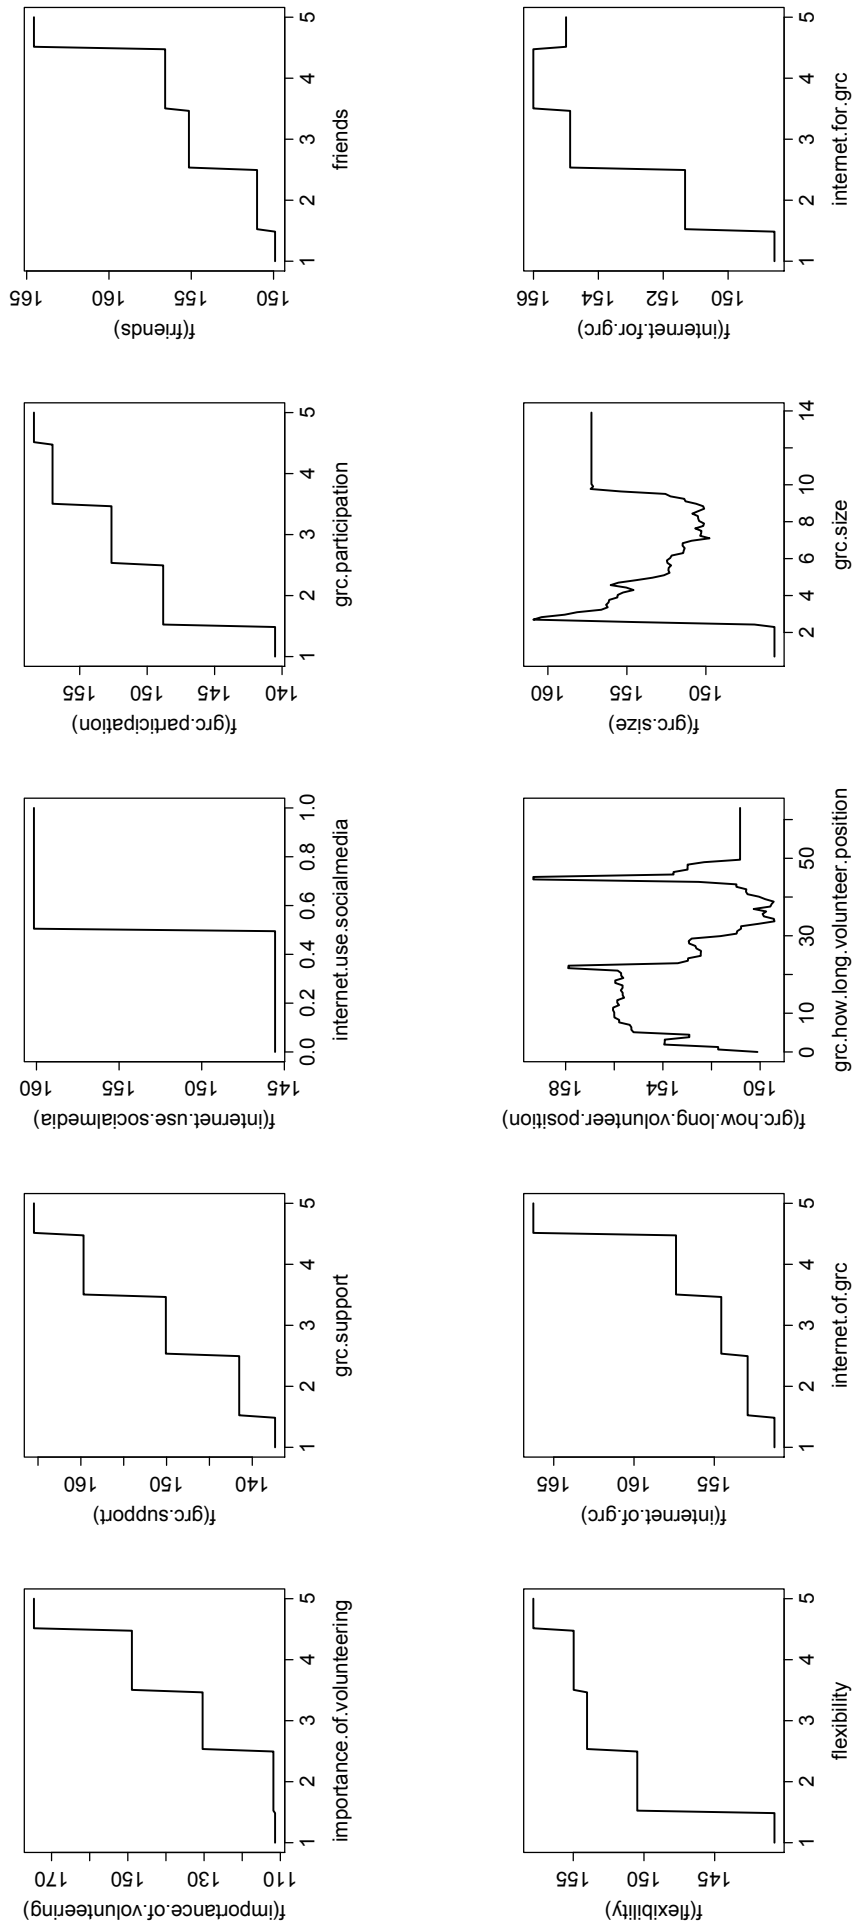 165
160
155
150
f(friends)
1 2 3 4 5
friends
155
150
145
140
f(grc.participation)
1 2 3 4 5
grc.participation
160
155
150
145
f(internet.use.socialmedia)
0.0 0.2 0.4 0.6 0.8 1.0
internet.use.socialmedia
160
150
140
f(grc.support)
1 2 3 4 5
grc.support
170
150
130
110
f(importance.of.volunteering)
1 2 3 4 5
importance.of.volunteering
156
154
152
150
f(internet.for.grc)
1 2 3 4 5
internet.for.grc
160
155
150
f(grc.size)
2 4 6 8 10 14
grc.size
158
154
150
f(grc.how.long.volunteer.position)
0 10 30 50
grc.how.long.volunteer.position
165
160
155
f(internet.of.grc)
1 2 3 4 5
internet.of.grc
155
150
145
f(flexibility)
1 2 3 4 5
flexibility